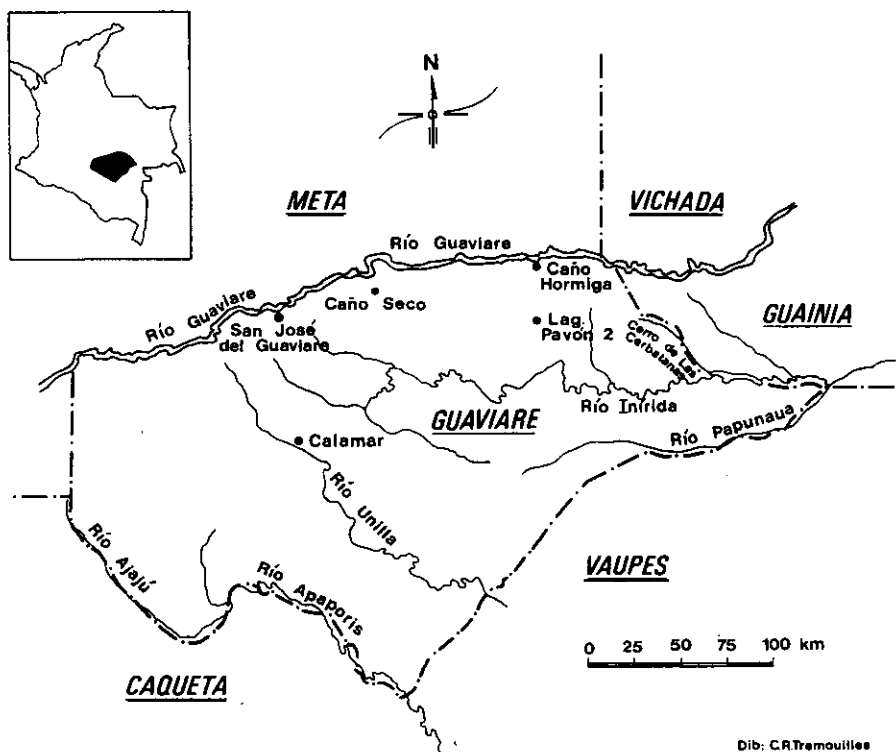 N
META
VICHADA
Río Guaviare
Caño
Hormiga
Caño Seco
GUAINIA
Río Guaviare
San José
del Guaviare
Lag.
Pavón 2
Cerro de Las
Cerbatanas
Río Inírida
GUAVIARE
Río Papunaua
Calamar
Río Unilla
Río Ajajú
Río Apaporis
VAUPES
0 25 50 75 100 km
CAQUETA
Dib: C.R.Tremouilles